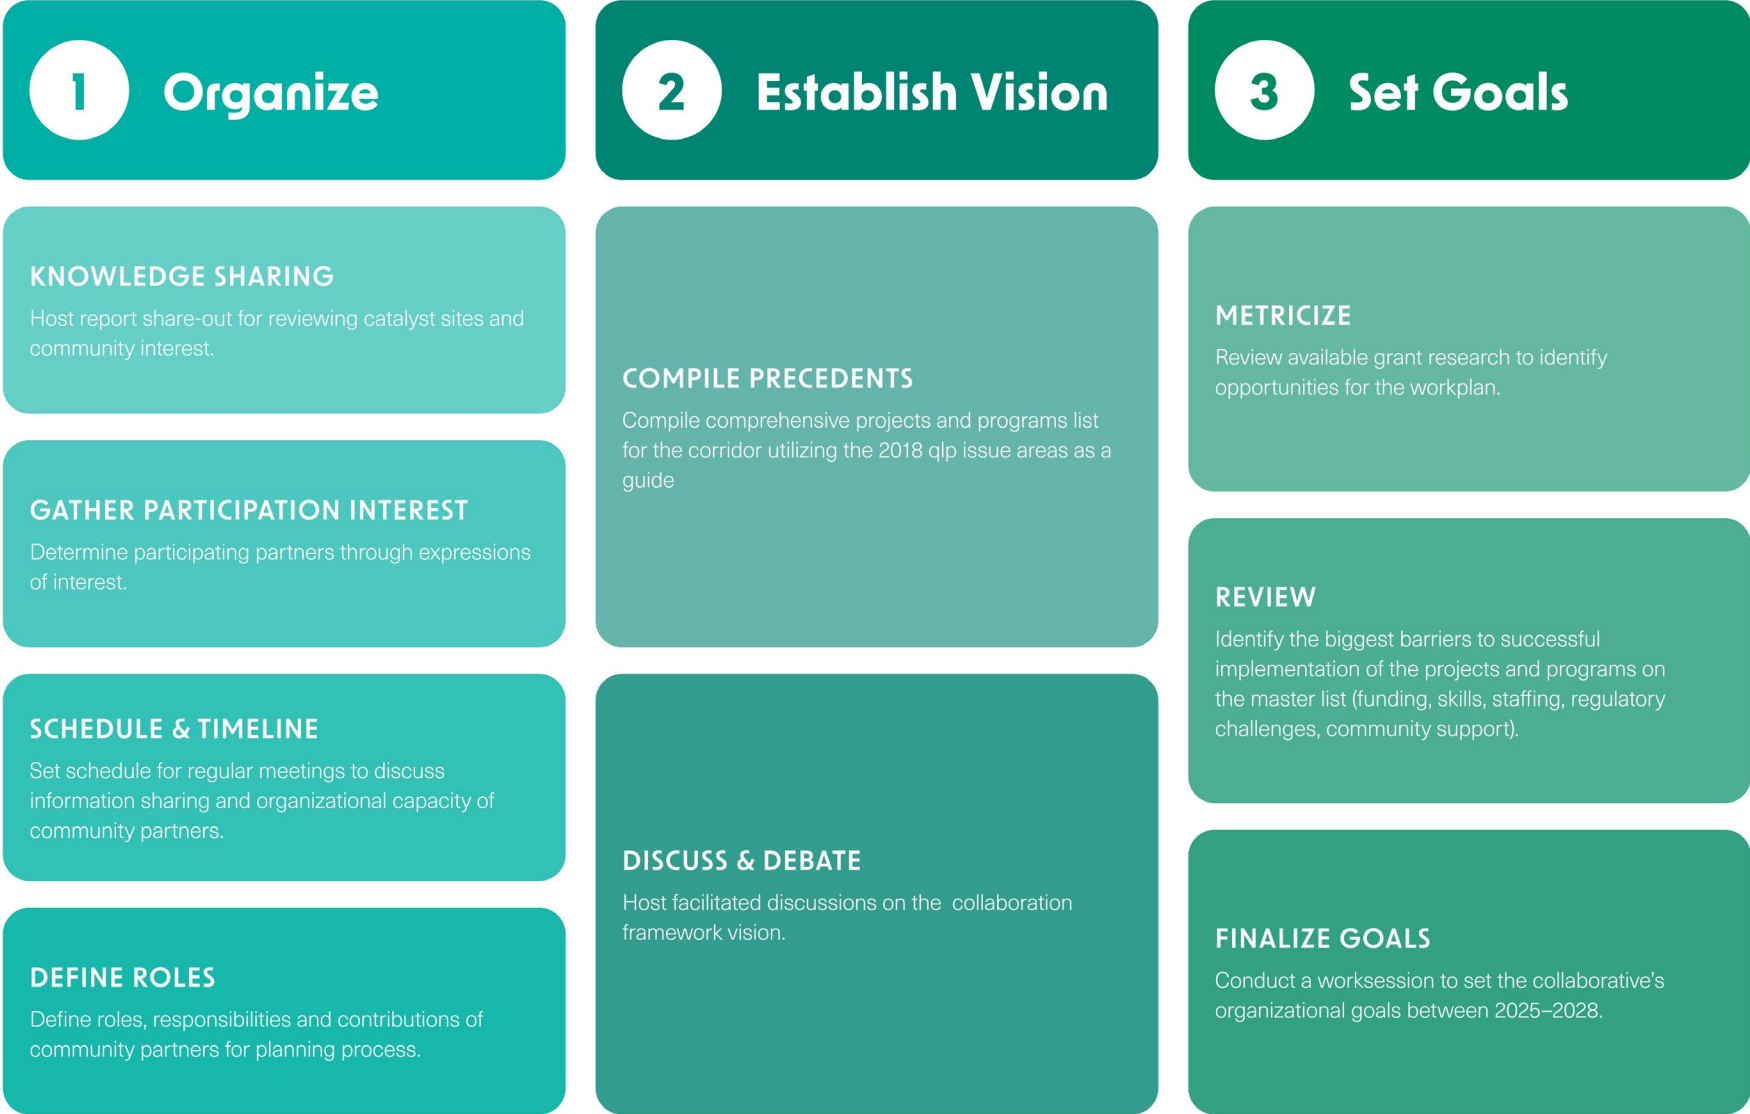 1 Organize
KNOWLEDGE SHARING
Host report share-out for reviewing catalyst sites and
community interest.
GATHER PARTICIPATION INTEREST
Determine participating partners through expressions
of interest.
SCHEDULE & TIMELINE
Set schedule for regular meetings to discuss
information sharing and organizational capacity of
community partners.
DEFINE ROLES
Define roles, responsibilities and contributions of
community partners for planning process.
2 Establish Vision
COMPILE PRECEDENTS
Compile comprehensive projects and programs list
for the corridor utilizing the 2018 qlp issue areas as a
guide
DISCUSS & DEBATE
Host facilitated discussions on the  collaboration
framework vision.
3 Set Goals
METRICIZE
Review available grant research to identify
opportunities for the workplan.
REVIEW
Identify the biggest barriers to successful
implementation of the projects and programs on
the master list (funding, skills, staffing, regulatory
challenges, community support).
FINALIZE GOALS
Conduct a worksession to set the collaborative's
organizational goals between 2025–2028.